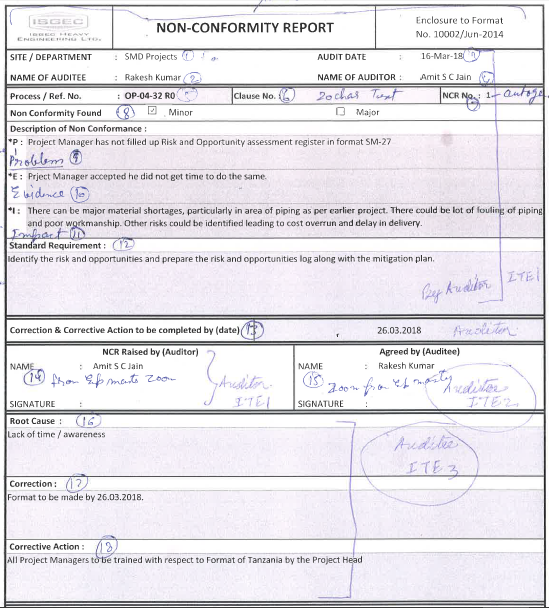 ISGEC
ISGEC HEAVY
ENGINEERING LTD.
NON-CONFORMITY REPORT
Enclosure to Format
No. 10002/Jun-2014
SITE / DEPARTMENT : SMD Projects 1 AUDIT DATE 16-Mar-18
NAME OF AUDITEE : Rakesh Kumar 2 NAME OF AUDITOR : Amit S C Jain
Process / Ref. No. : OP-04-32 R0 5 Clause No. : 6 20 char Text NCR No. : 1
Non Conformity Found 8 ☑ Minor ☐ Major
Description of Non Conformance :
*P : Project Manager has not filled up Risk and Opportunity assessment register in format SM-27
Problem 9
*E : Prject Manager accepted he did not get time to do the same.
Evidence 10
*I : There can be major material shortages, particularly in area of piping as per earlier project. There could be lot of fouling of piping
and poor workmanship. Other risks could be identified leading to cost overrun and delay in delivery.
Impact 11
Standard Requirement : 12
Identify the risk and opportunities and prepare the risk and opportunities log along with the mitigation plan.
By Auditor ITE1
Correction & Corrective Action to be completed by (date) 13 26.03.2018 Auditor
NCR Raised by (Auditor) Agreed by (Auditee)
NAME : Amit S C Jain NAME : Rakesh Kumar
14 from Ep marts zoom 15 zoom from Ep marts
Auditor ITE1 Auditor ITE2
SIGNATURE : SIGNATURE :
Root Cause : 16
Lack of time / awareness
Auditee
ITE3
Correction : 17
Format to be made by 26.03.2018.
Corrective Action : 18
All Project Managers to be trained with respect to Format of Tanzania by the Project Head